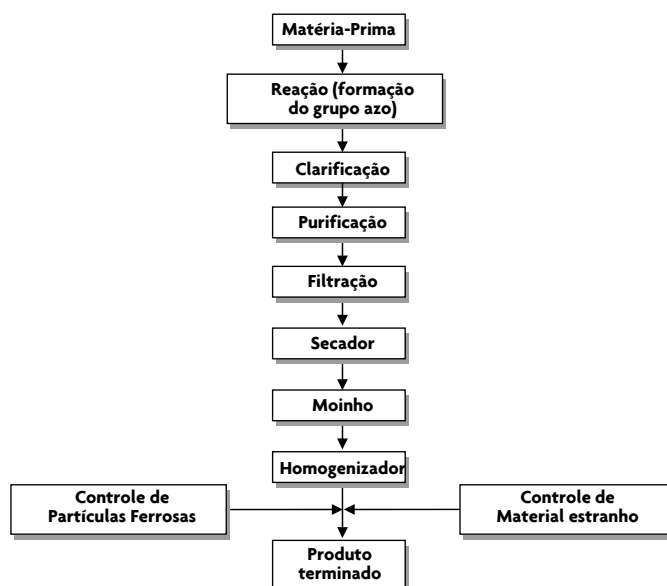 Matéria-Prima
Reação (formação
do grupo azo)
Clarificação
Purificação
Filtração
Secador
Moinho
Homogenizador
Controle de
Partículas Ferrosas
Controle de
Material estranho
Produto
terminado